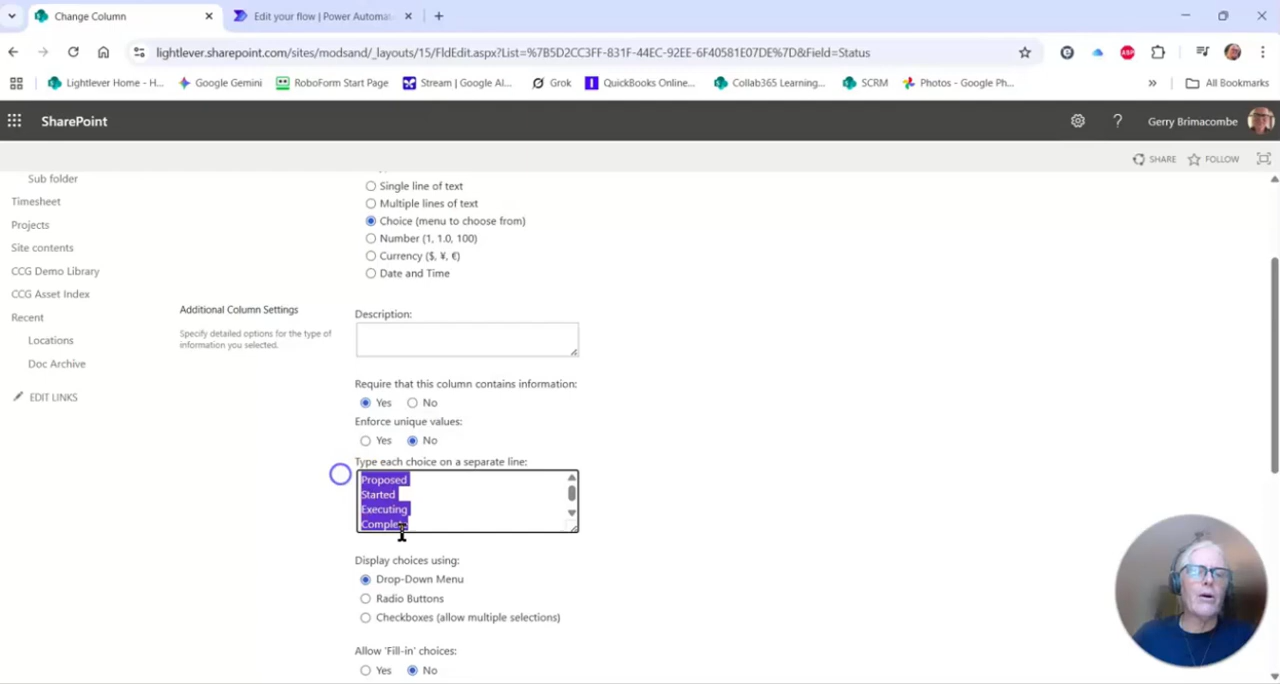 Change Column
Edit your flow | Power Automat
lightlever.sharepoint.com/sites/modsand/_layouts/15/FldEdit.aspx?List=%7B5D2CC3FF-831F-44EC-92EE-6F40581E07DE%7D&Field=Status
ABP
Lightlever Home - H... Google Gemini RoboForm Start Page Stream | Google Al... Grok QuickBooks Online... Collab365 Learning... SCRM Photos - Google Ph... » All Bookmarks
SharePoint
? Gerry Brimacombe
SHARE FOLLOW
Sub folder
Timesheet
Projects
Site contents
CCG Demo Library
CCG Asset Index
Recent
Locations
Doc Archive
EDIT LINKS
Single line of text
Multiple lines of text
Choice (menu to choose from)
Number (1, 1.0, 100)
Currency ($, ¥, €)
Date and Time
Additional Column Settings
Specify detailed options for the type of
information you selected.
Description:
Require that this column contains information:
Yes No
Enforce unique values:
Yes No
Type each choice on a separate line:
Proposed
Started
Executing
Complete
Display choices using:
Drop-Down Menu
Radio Buttons
Checkboxes (allow multiple selections)
Allow 'Fill-in' choices:
Yes No